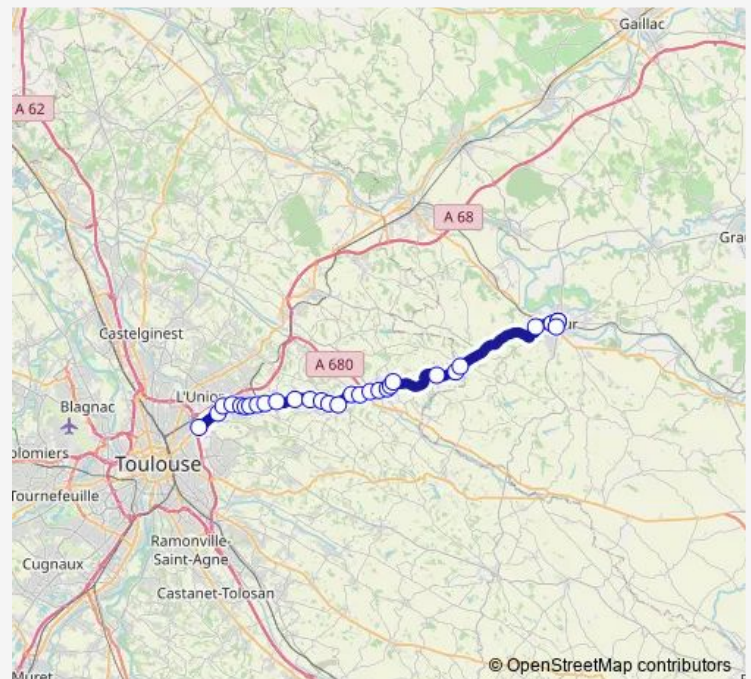 Gaillac
A 62
A 68
Gra
Castelginest
ur
A 680
L'Union
Blagnac
olomiers
Toulouse
Tournefeuille
Ramonville-
Saint-Agne
Cugnaux
Castanet-Tolosan
Muret
© OpenStreetMap contributors